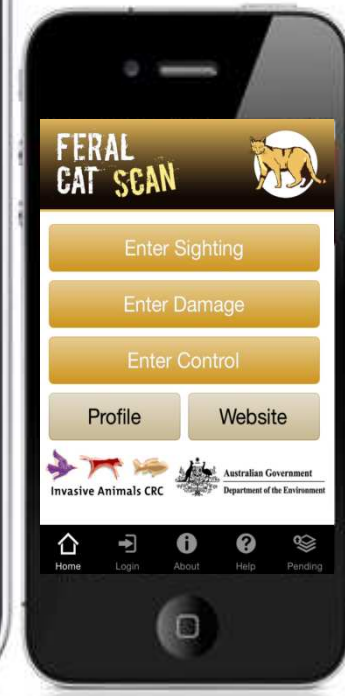 FERAL
CAT SCAN
Enter Sighting
Enter Damage
Enter Control
Profile
Website
Invasive Animals CRC
Australian Government
Department of the Environment
Home
Login
About
Help
Pending